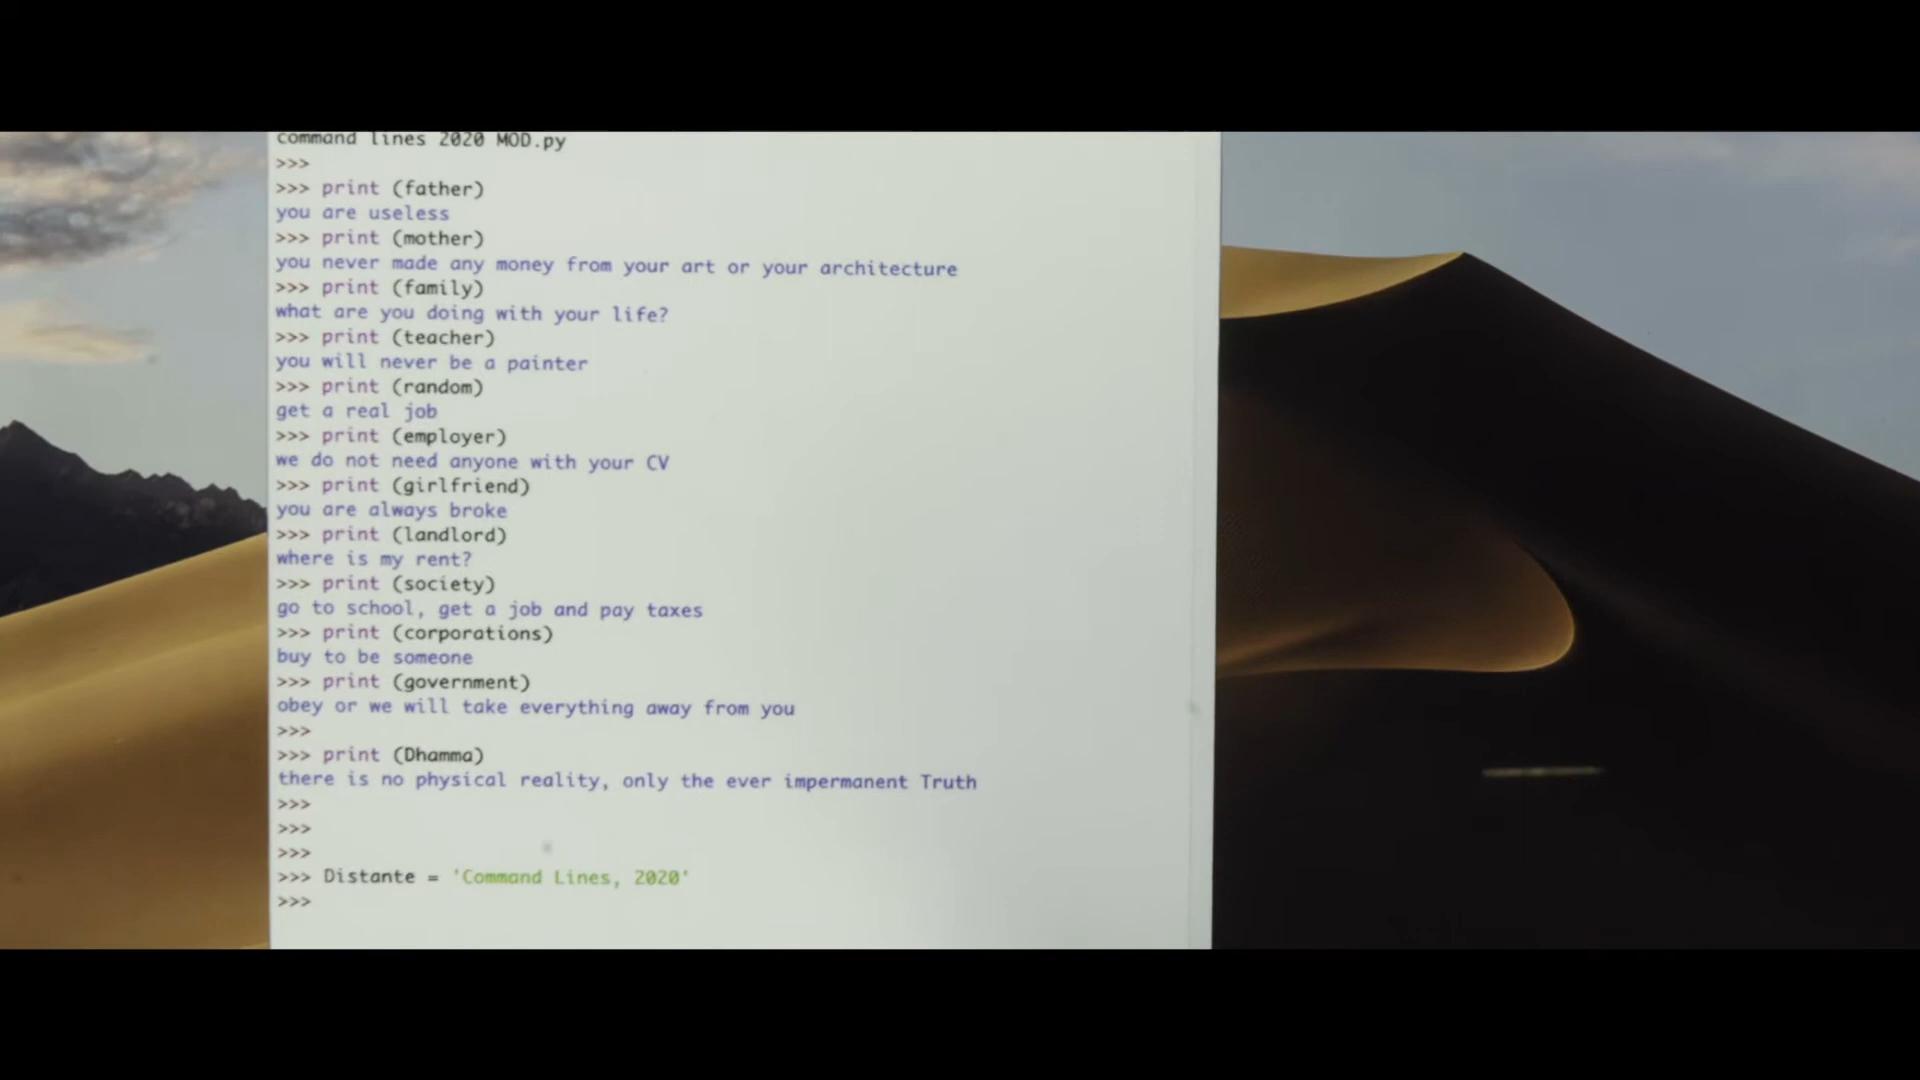 command lines 2020 MOD.py
>>>
>>> print (father)
you are useless
>>> print (mother)
you never made any money from your art or your architecture
>>> print (family)
what are you doing with your life?
>>> print (teacher)
you will never be a painter
>>> print (random)
get a real job
>>> print (employer)
we do not need anyone with your CV
>>> print (girlfriend)
you are always broke
>>> print (landlord)
where is my rent?
>>> print (society)
go to school, get a job and pay taxes
>>> print (corporations)
buy to be someone
>>> print (government)
obey or we will take everything away from you
>>>
>>> print (Dhamma)
there is no physical reality, only the ever impermanent Truth
>>>
>>>
>>>
>>> Distante = 'Command Lines, 2020'
>>>